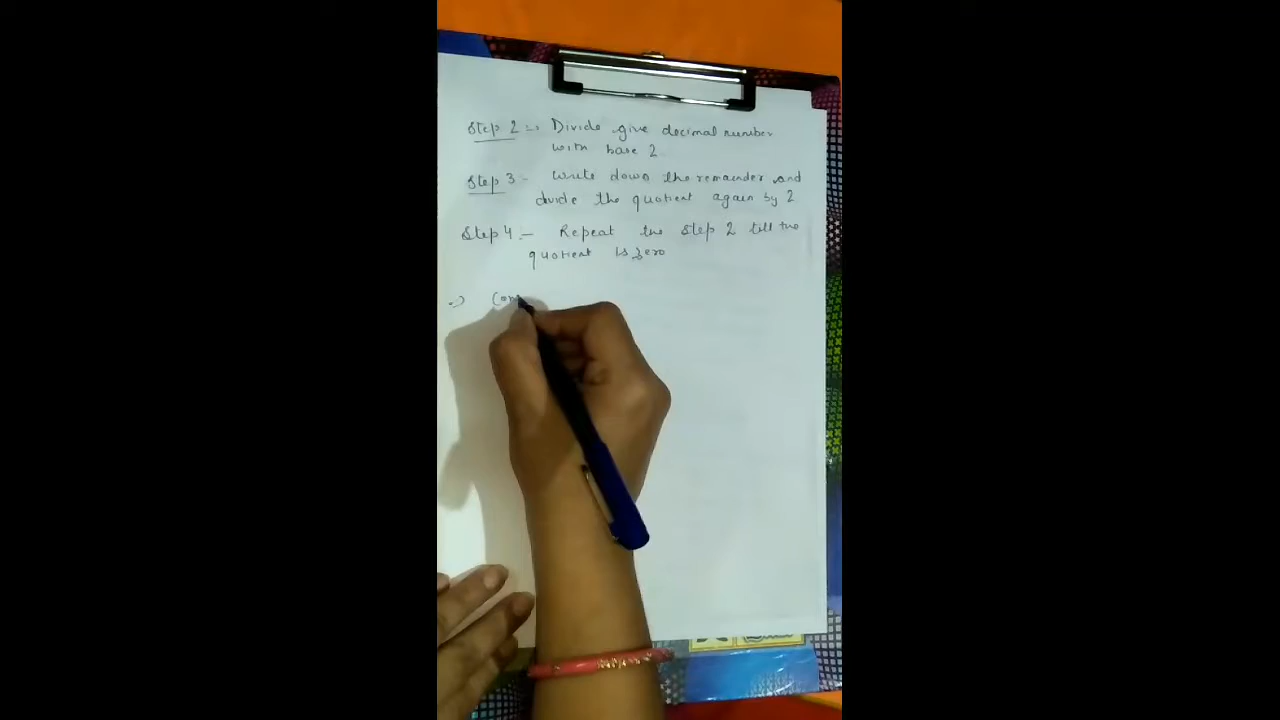 Step 2 :- Divide give decimal number
with base 2.
Step 3 - Write down the remainder and
divide the quotient again by 2
Step 4 :- Repeat the step 2 till the
quotient is zero
Con